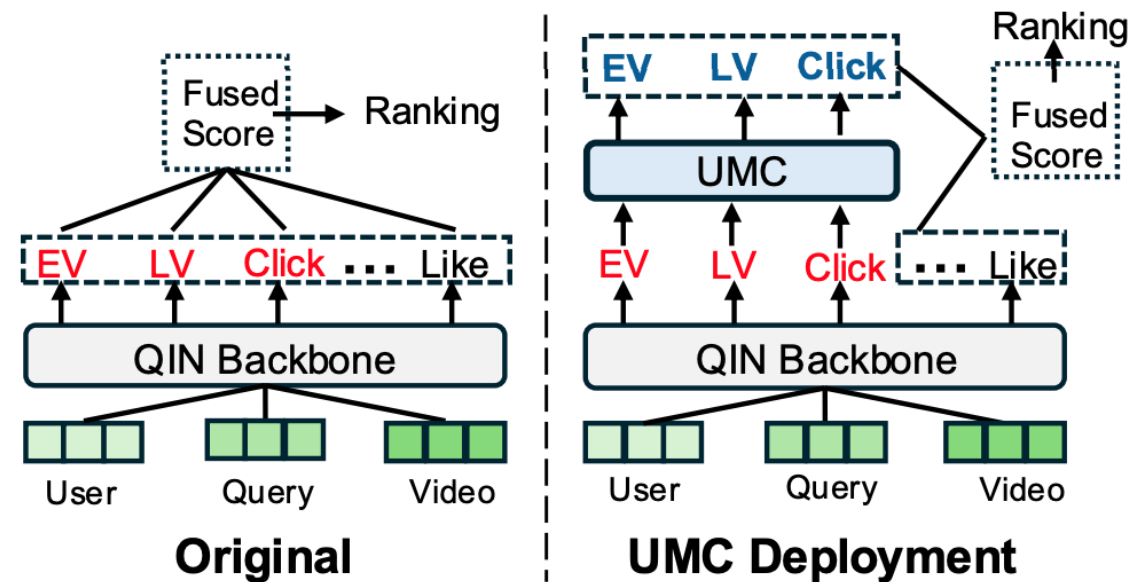 Fused
Score
Ranking
EV LV Click ... Like
QIN Backbone
User Query Video
Original
Ranking
EV LV Click
Fused
Score
UMC
EV LV Click ... Like
QIN Backbone
User Query Video
UMC Deployment